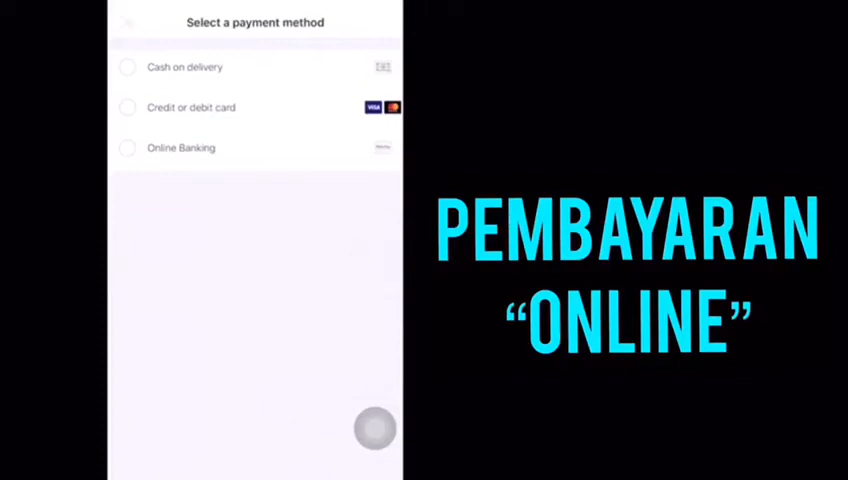 Select a payment method
Cash on delivery
Credit or debit card
VISA
Online Banking
PEMBAYARAN
“ONLINE”